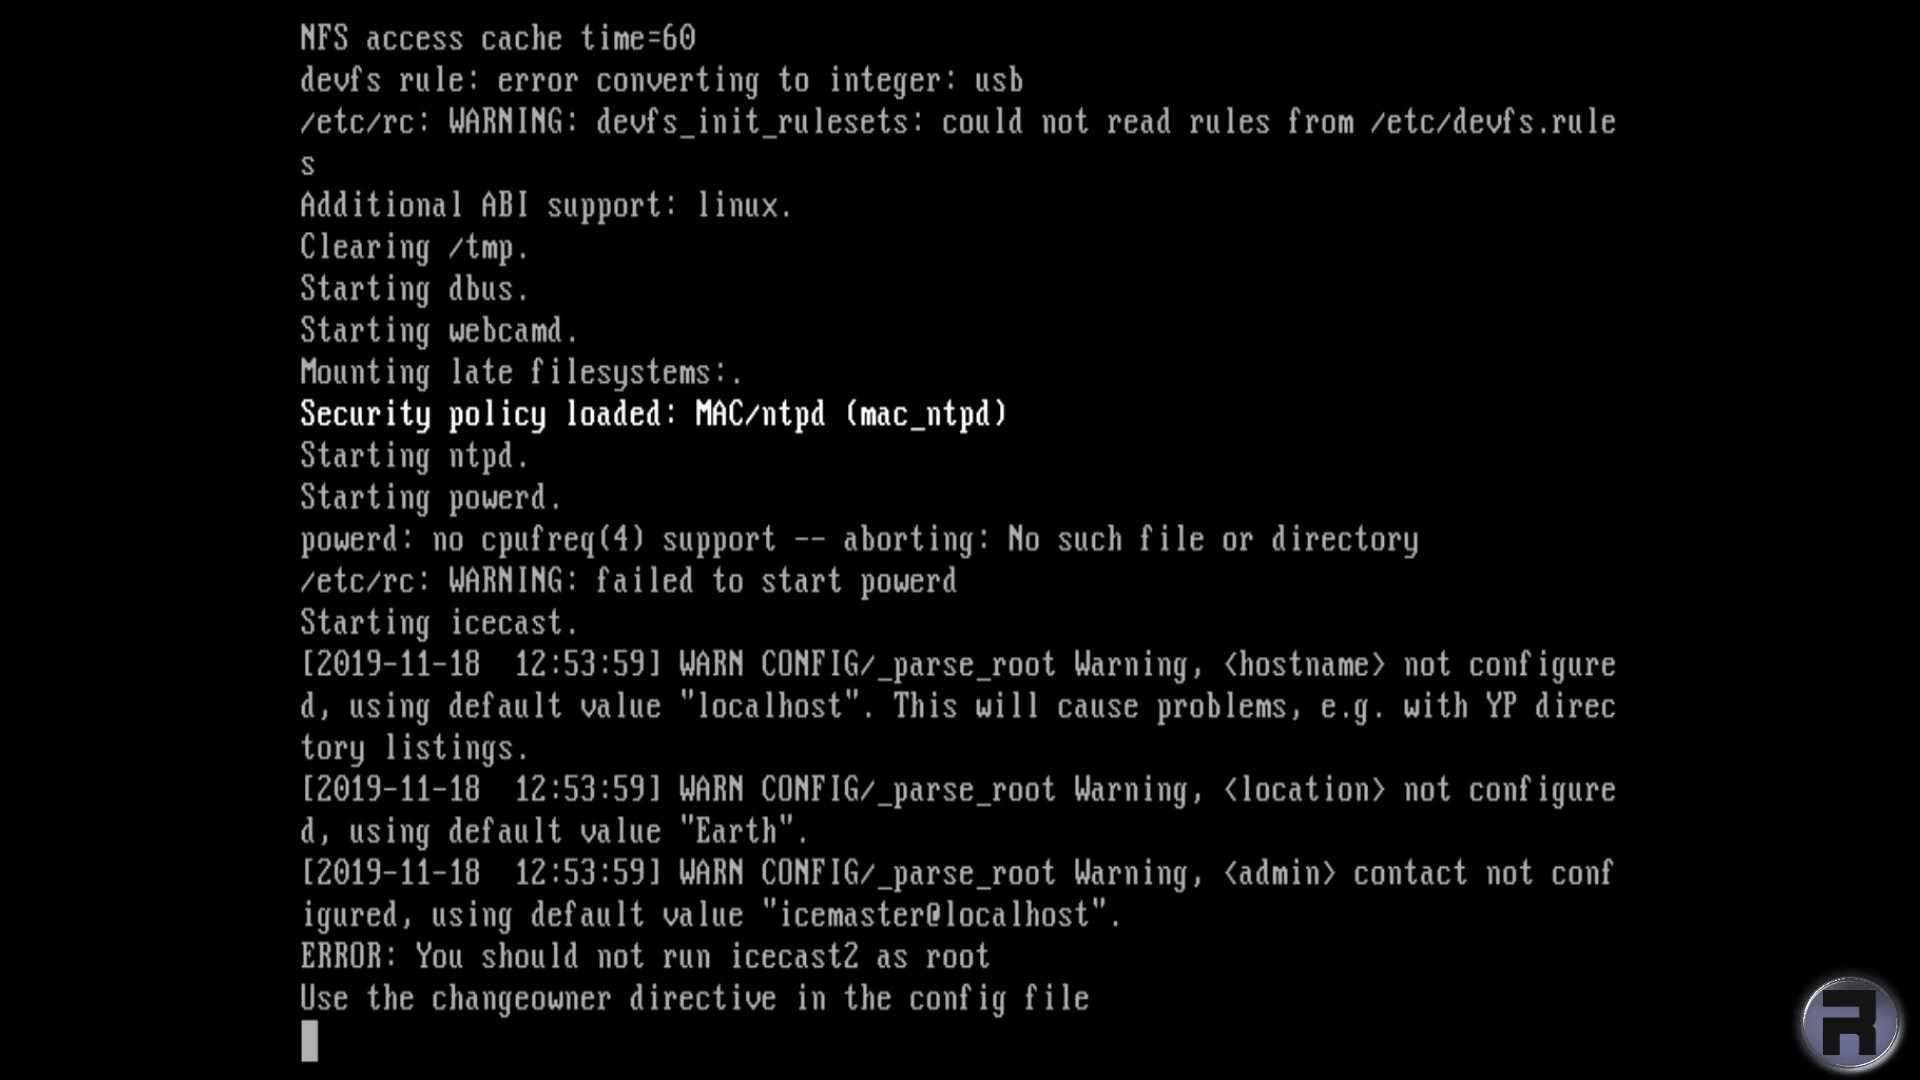 NFS access cache time=60
devfs rule: error converting to integer: usb
/etc/rc: WARNING: devfs_init_rulesets: could not read rules from /etc/devfs.rule
s
Additional ABI support: linux.
Clearing /tmp.
Starting dbus.
Starting webcamd.
Mounting late filesystems:.
Security policy loaded: MAC/ntpd (mac_ntpd)
Starting ntpd.
Starting powerd.
powerd: no cpufreq(4) support -- aborting: No such file or directory
/etc/rc: WARNING: failed to start powerd
Starting icecast.
[2019-11-18  12:53:59] WARN CONFIG/_parse_root Warning, <hostname> not configure
d, using default value "localhost". This will cause problems, e.g. with YP direc
tory listings.
[2019-11-18  12:53:59] WARN CONFIG/_parse_root Warning, <location> not configure
d, using default value "Earth".
[2019-11-18  12:53:59] WARN CONFIG/_parse_root Warning, <admin> contact not conf
igured, using default value "icemaster@localhost".
ERROR: You should not run icecast2 as root
Use the changeowner directive in the config file
R